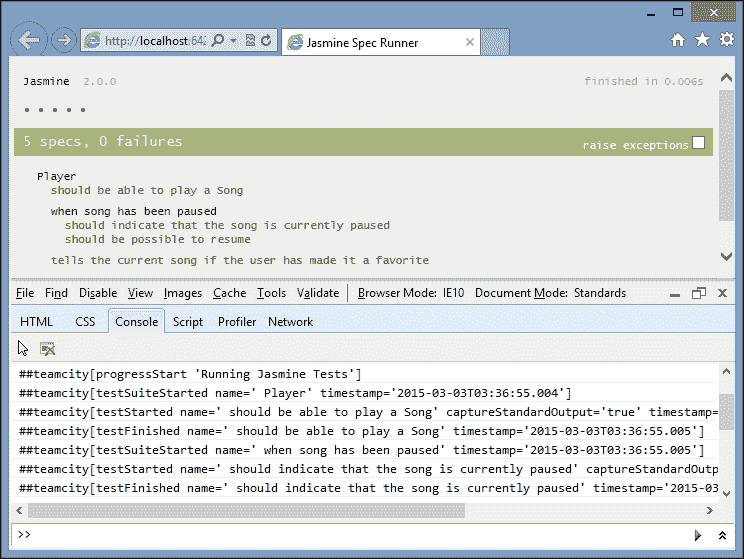 http://localhost:642
Jasmine Spec Runner
Jasmine 2.0.0
finished in 0.006s
5 specs, 0 failures
raise exceptions
Player
should be able to play a Song
when song has been paused
should indicate that the song is currently paused
should be possible to resume
tells the current song if the user has made it a favorite
File Find Disable View Images Cache Tools Validate Browser Mode: IE10 Document Mode: Standards
HTML CSS Console Script Profiler Network
##teamcity[progressStart 'Running Jasmine Tests']
##teamcity[testSuiteStarted name=' Player' timestamp='2015-03-03T03:36:55.004']
##teamcity[testStarted name=' should be able to play a Song' captureStandardOutput='true' timestamp=
##teamcity[testFinished name=' should be able to play a Song' timestamp='2015-03-03T03:36:55.005']
##teamcity[testSuiteStarted name=' when song has been paused' timestamp='2015-03-03T03:36:55.005']
##teamcity[testStarted name=' should indicate that the song is currently paused' captureStandardOutp
##teamcity[testFinished name=' should indicate that the song is currently paused' timestamp='2015-03
>>